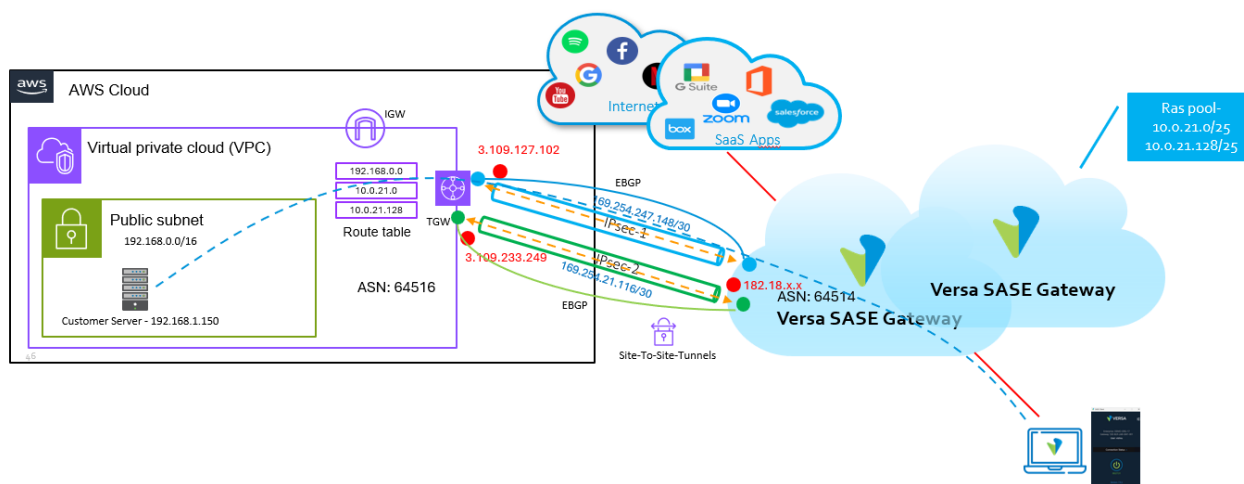 aws
AWS Cloud
Virtual private cloud (VPC)
Public subnet
192.168.0.0/16
Customer Server - 192.168.1.150
46
IGW
192.168.0.0
10.0.21.0
10.0.21.128
Route table
TGW
ASN: 64516
3.109.127.102
3.109.233.249
EBGP
169.254.247.148/30
IPsec-1
IPsec-2
169.254.21.116/30
EBGP
Site-To-Site-Tunnels
182.18.x.x
You
Tube
Internet
G Suite
zoom
salesforce
box
SaaS Apps
ASN: 64514
Versa SASE Gateway
Versa SASE Gateway
Ras pool-
10.0.21.0/25
10.0.21.128/25
VERSA